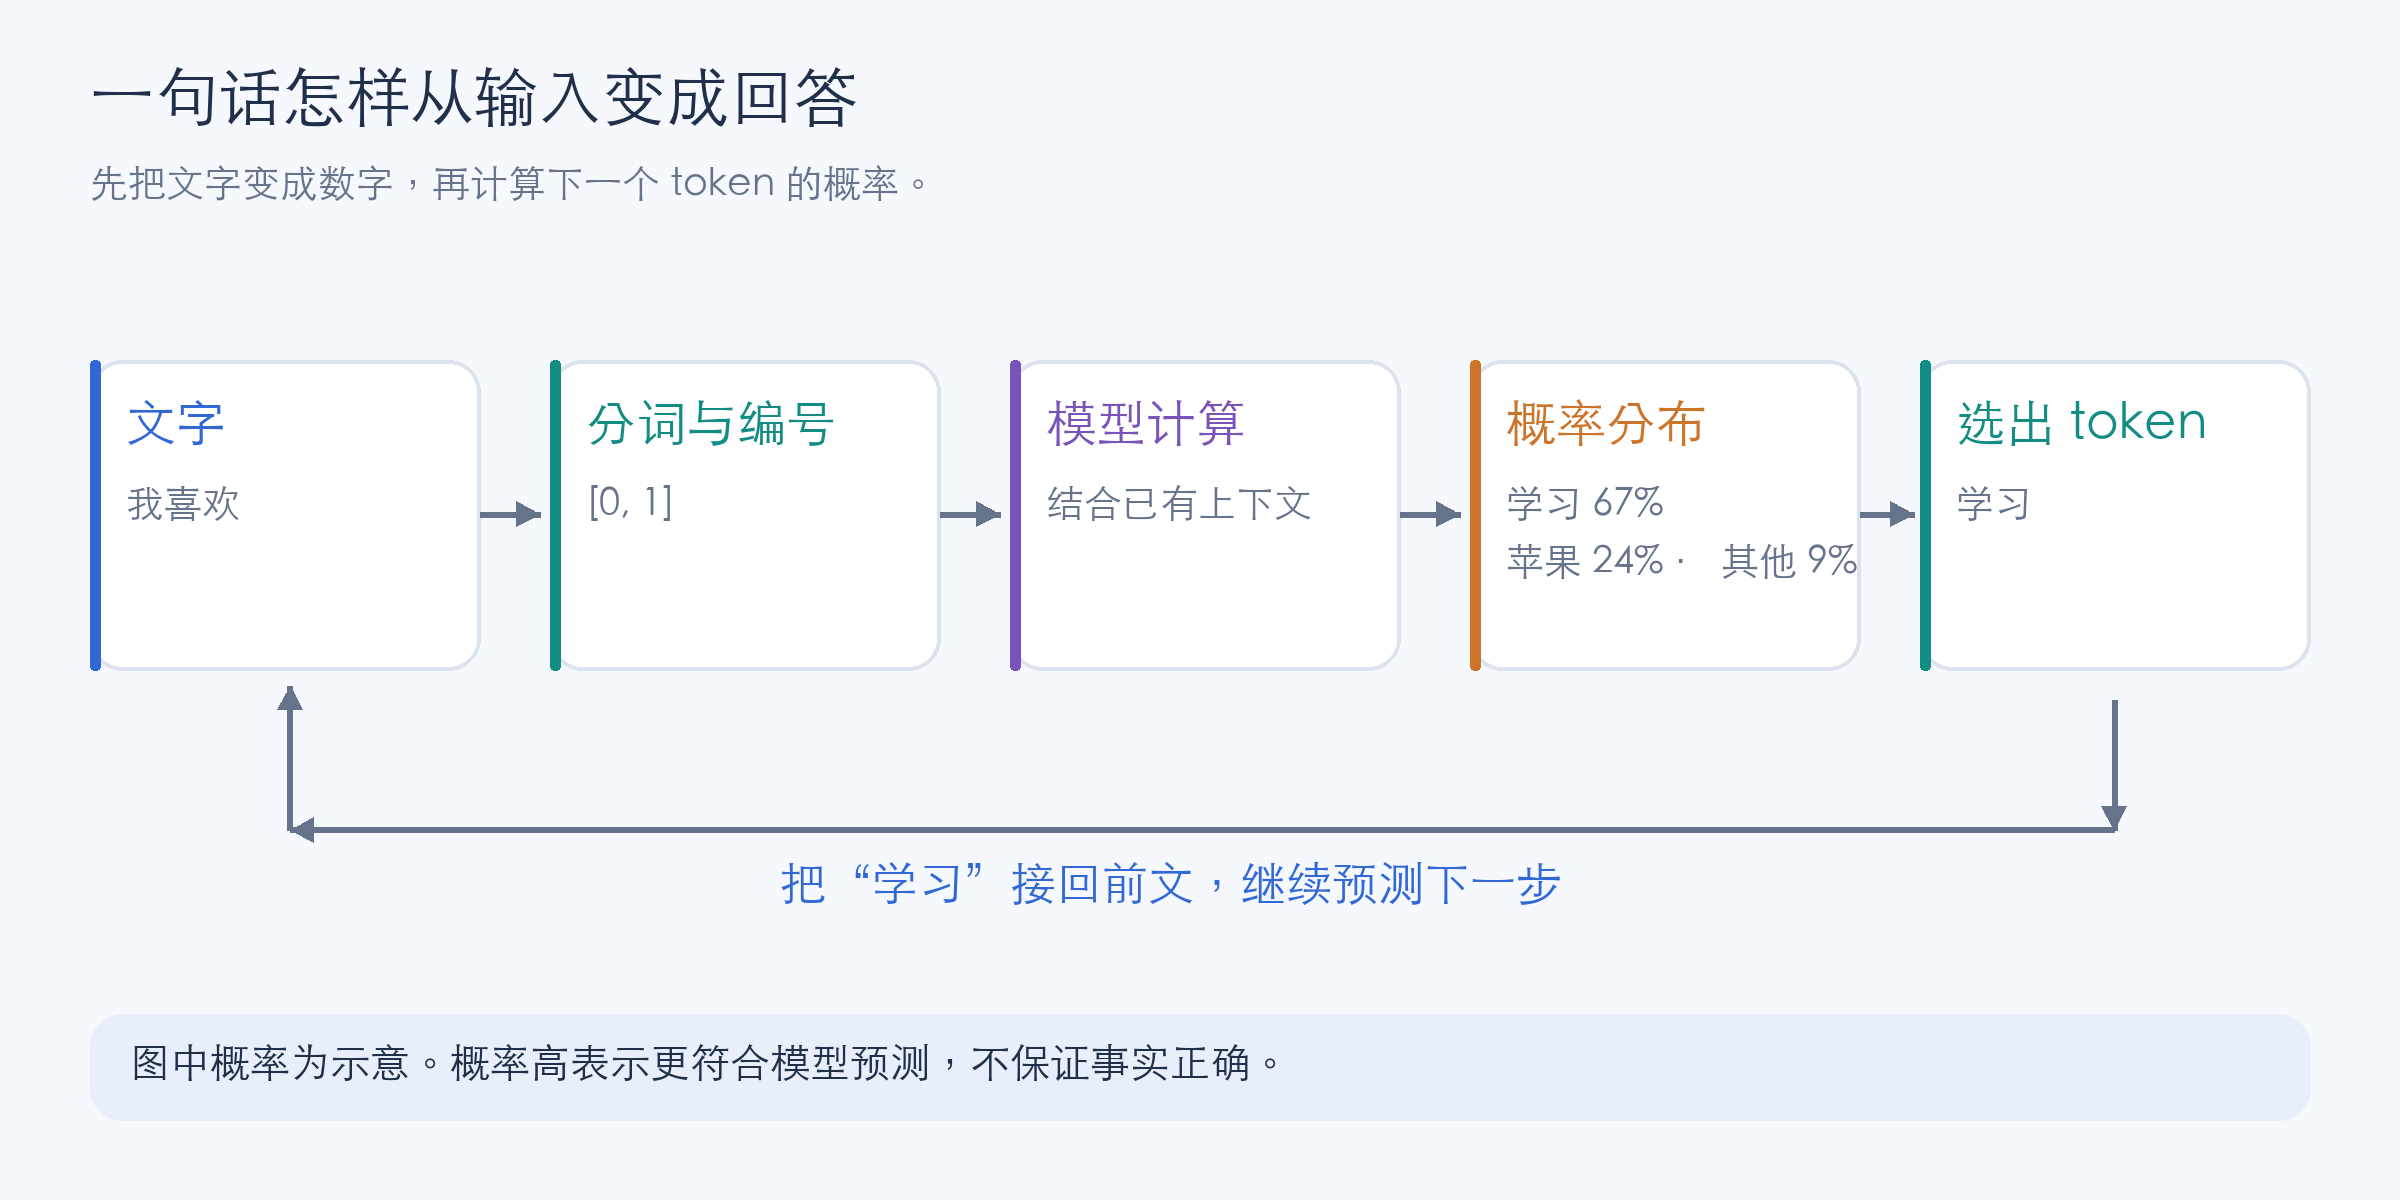 一句话怎样从输入变成回答
先把文字变成数字，再计算下一个 token 的概率。
文字
我喜欢
分词与编号
[0, 1]
模型计算
结合已有上下文
概率分布
学习 67%
苹果 24% · 其他 9%
选出 token
学习
把“学习”接回前文，继续预测下一步
图中概率为示意。概率高表示更符合模型预测，不保证事实正确。